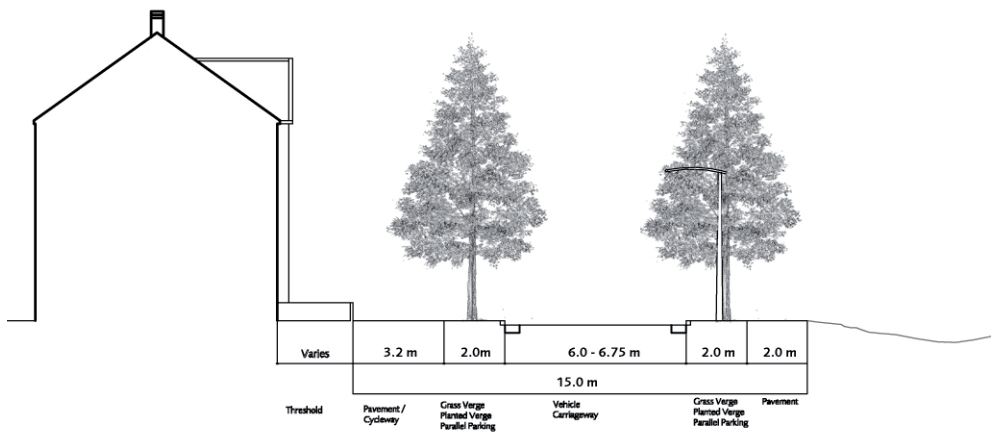 Varies 3.2 m 2.0m 6.0 - 6.75 m 2.0 m 2.0 m
15.0 m
Threshold
Pavement /
Cycleway
Grass Verge
Planted Verge
Parallel Parking
Vehicle
Carriageway
Grass Verge
Planted Verge
Parallel Parking
Pavement